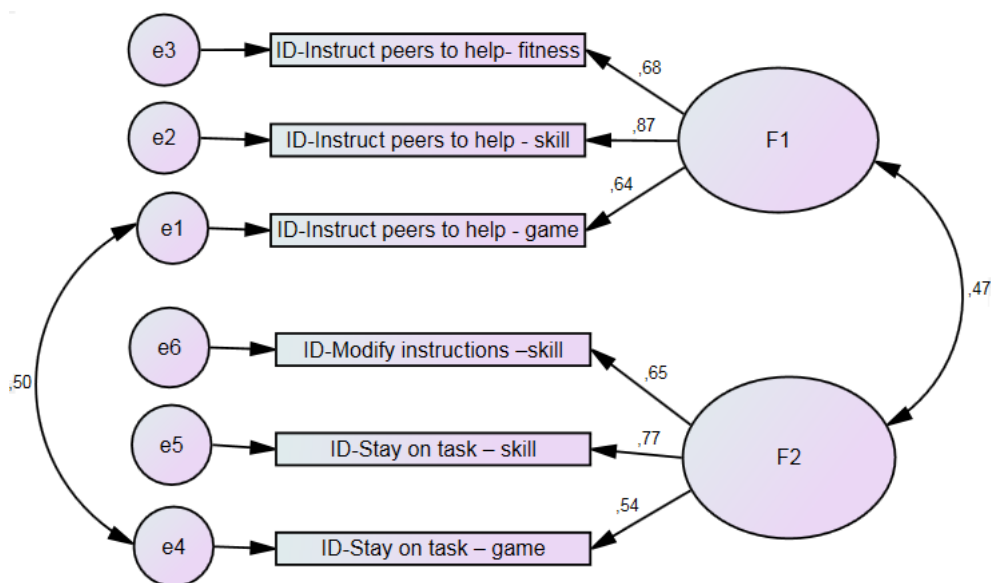 e3
ID-Instruct peers to help- fitness
,68
e2
ID-Instruct peers to help - skill
,87
F1
e1
ID-Instruct peers to help - game
,64
,47
e6
ID-Modify instructions –skill
,50
,65
e5
ID-Stay on task – skill
,77
F2
,54
e4
ID-Stay on task – game